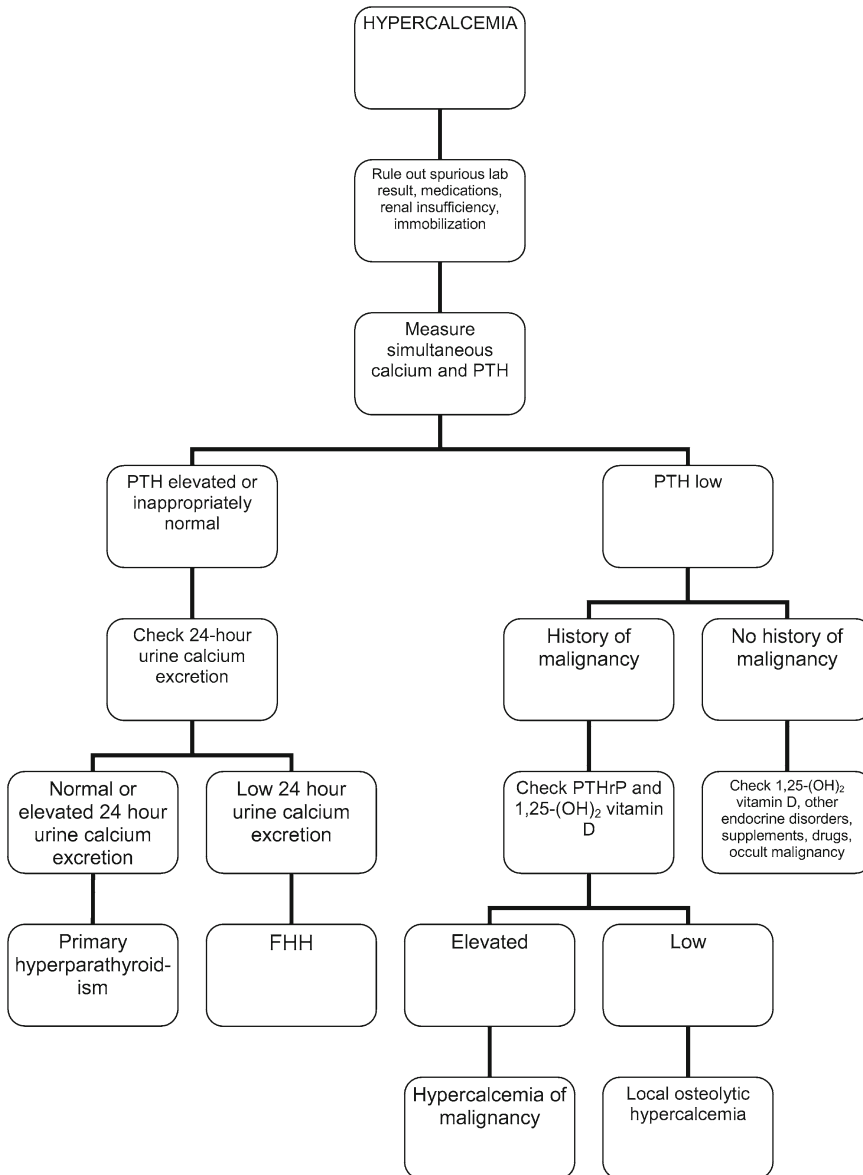 HYPERCALCEMIA
Rule out spurious lab
result, medications,
renal insufficiency,
immobilization
Measure
simultaneous
calcium and PTH
PTH elevated or
inappropriately
normal
PTH low
Check 24-hour
urine calcium
excretion
History of
malignancy
No history of
malignancy
Normal or
elevated 24 hour
urine calcium
excretion
Low 24 hour
urine calcium
excretion
Check PTHrP and
1,25-(OH)₂ vitamin
D
Check 1,25-(OH)₂
vitamin D, other
endocrine disorders,
supplements, drugs,
occult malignancy
Primary
hyperparathyroid-
ism
FHH
Elevated
Low
Hypercalcemia of
malignancy
Local osteolytic
hypercalcemia